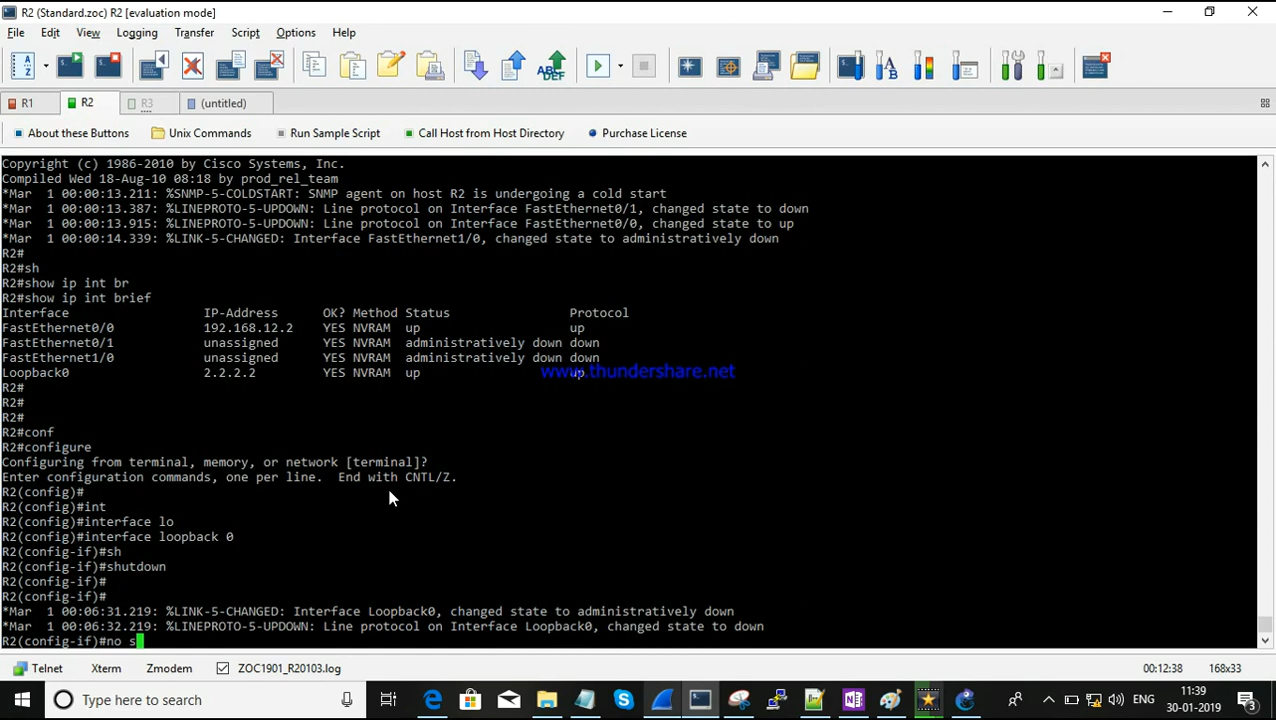 R2 (Standard.zoc) R2 [evaluation mode]
File Edit View Logging Transfer Script Options Help
R1 R2 R3 (untitled)
About these Buttons Unix Commands Run Sample Script Call Host from Host Directory Purchase License
Copyright (c) 1986-2010 by Cisco Systems, Inc.
Compiled Wed 18-Aug-10 08:18 by prod_rel_team
*Mar  1 00:00:13.211: %SNMP-5-COLDSTART: SNMP agent on host R2 is undergoing a cold start
*Mar  1 00:00:13.387: %LINEPROTO-5-UPDOWN: Line protocol on Interface FastEthernet0/1, changed state to down
*Mar  1 00:00:13.915: %LINEPROTO-5-UPDOWN: Line protocol on Interface FastEthernet0/0, changed state to up
*Mar  1 00:00:14.339: %LINK-5-CHANGED: Interface FastEthernet1/0, changed state to administratively down
R2#
R2#sh
R2#show ip int br
R2#show ip int brief
Interface IP-Address OK? Method Status Protocol
FastEthernet0/0 192.168.12.2 YES NVRAM up up
FastEthernet0/1 unassigned YES NVRAM administratively down down
FastEthernet1/0 unassigned YES NVRAM administratively down down
Loopback0 2.2.2.2 YES NVRAM up up
www.thundershare.net
R2#
R2#
R2#
R2#conf
R2#configure
Configuring from terminal, memory, or network [terminal]?
Enter configuration commands, one per line.  End with CNTL/Z.
R2(config)#
R2(config)#int
R2(config)#interface lo
R2(config)#interface loopback 0
R2(config-if)#sh
R2(config-if)#shutdown
R2(config-if)#
R2(config-if)#
*Mar  1 00:06:31.219: %LINK-5-CHANGED: Interface Loopback0, changed state to administratively down
*Mar  1 00:06:32.219: %LINEPROTO-5-UPDOWN: Line protocol on Interface Loopback0, changed state to down
R2(config-if)#no s
Telnet Xterm Zmodem ZOC1901_R20103.log 00:12:38 168x33
Type here to search ENG 11:39
30-01-2019 3